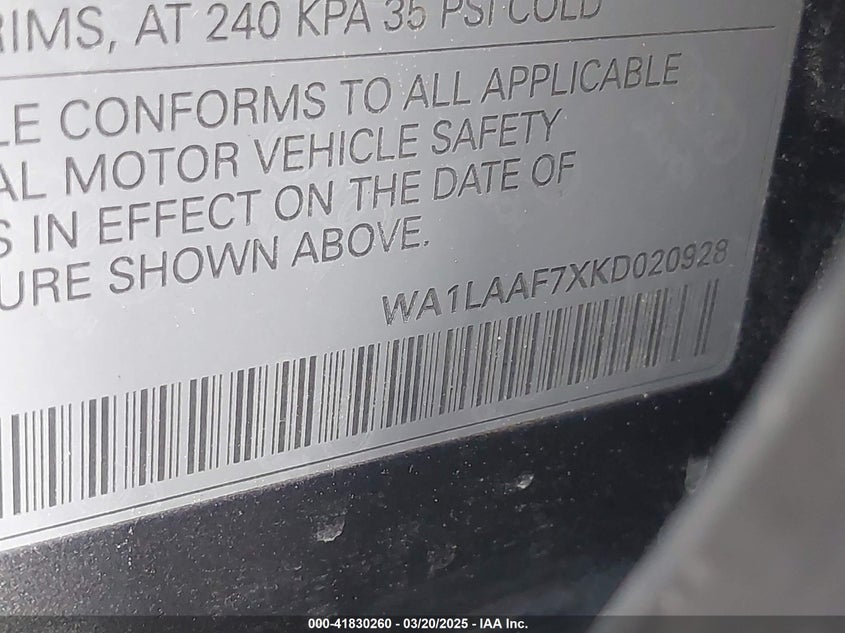 RIMS, AT 240 KPA 35 PSI COLD
LE CONFORMS TO ALL APPLICABLE
AL MOTOR VEHICLE SAFETY
S IN EFFECT ON THE DATE OF
URE SHOWN ABOVE.
WA1LAAF7XKD020928
000-41830260 - 03/20/2025 - IAA Inc.